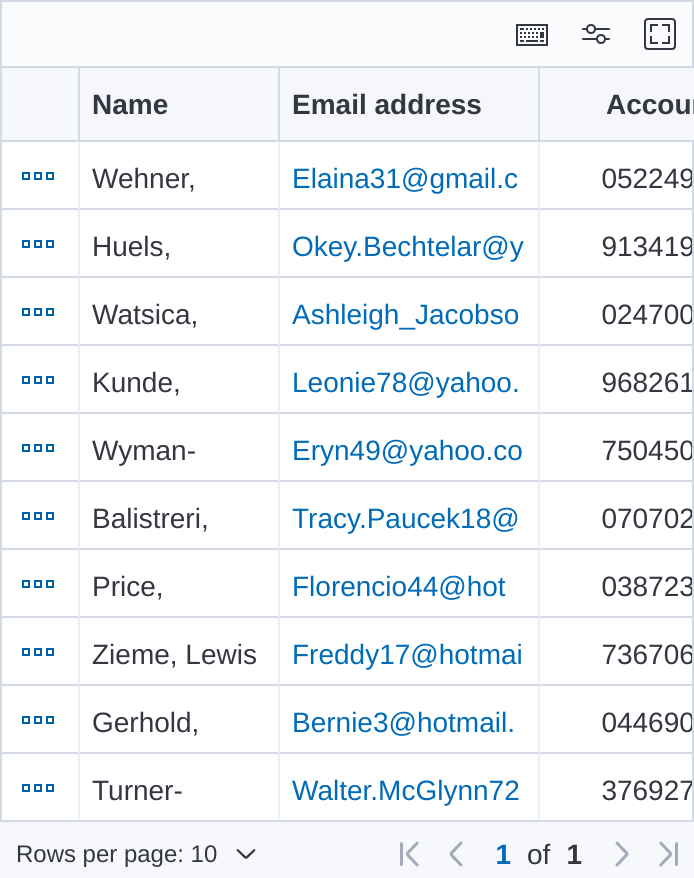 Name Email address Accou
Wehner, Elaina31@gmail.c 052249
Huels, Okey.Bechtelar@y 913419
Watsica, Ashleigh_Jacobso 024700
Kunde, Leonie78@yahoo. 968261
Wyman- Eryn49@yahoo.co 750450
Balistreri, Tracy.Paucek18@ 070702
Price, Florencio44@hot 038723
Zieme, Lewis Freddy17@hotmai 736706
Gerhold, Bernie3@hotmail. 044690
Turner- Walter.McGlynn72 376927
Rows per page: 10 1 of 1